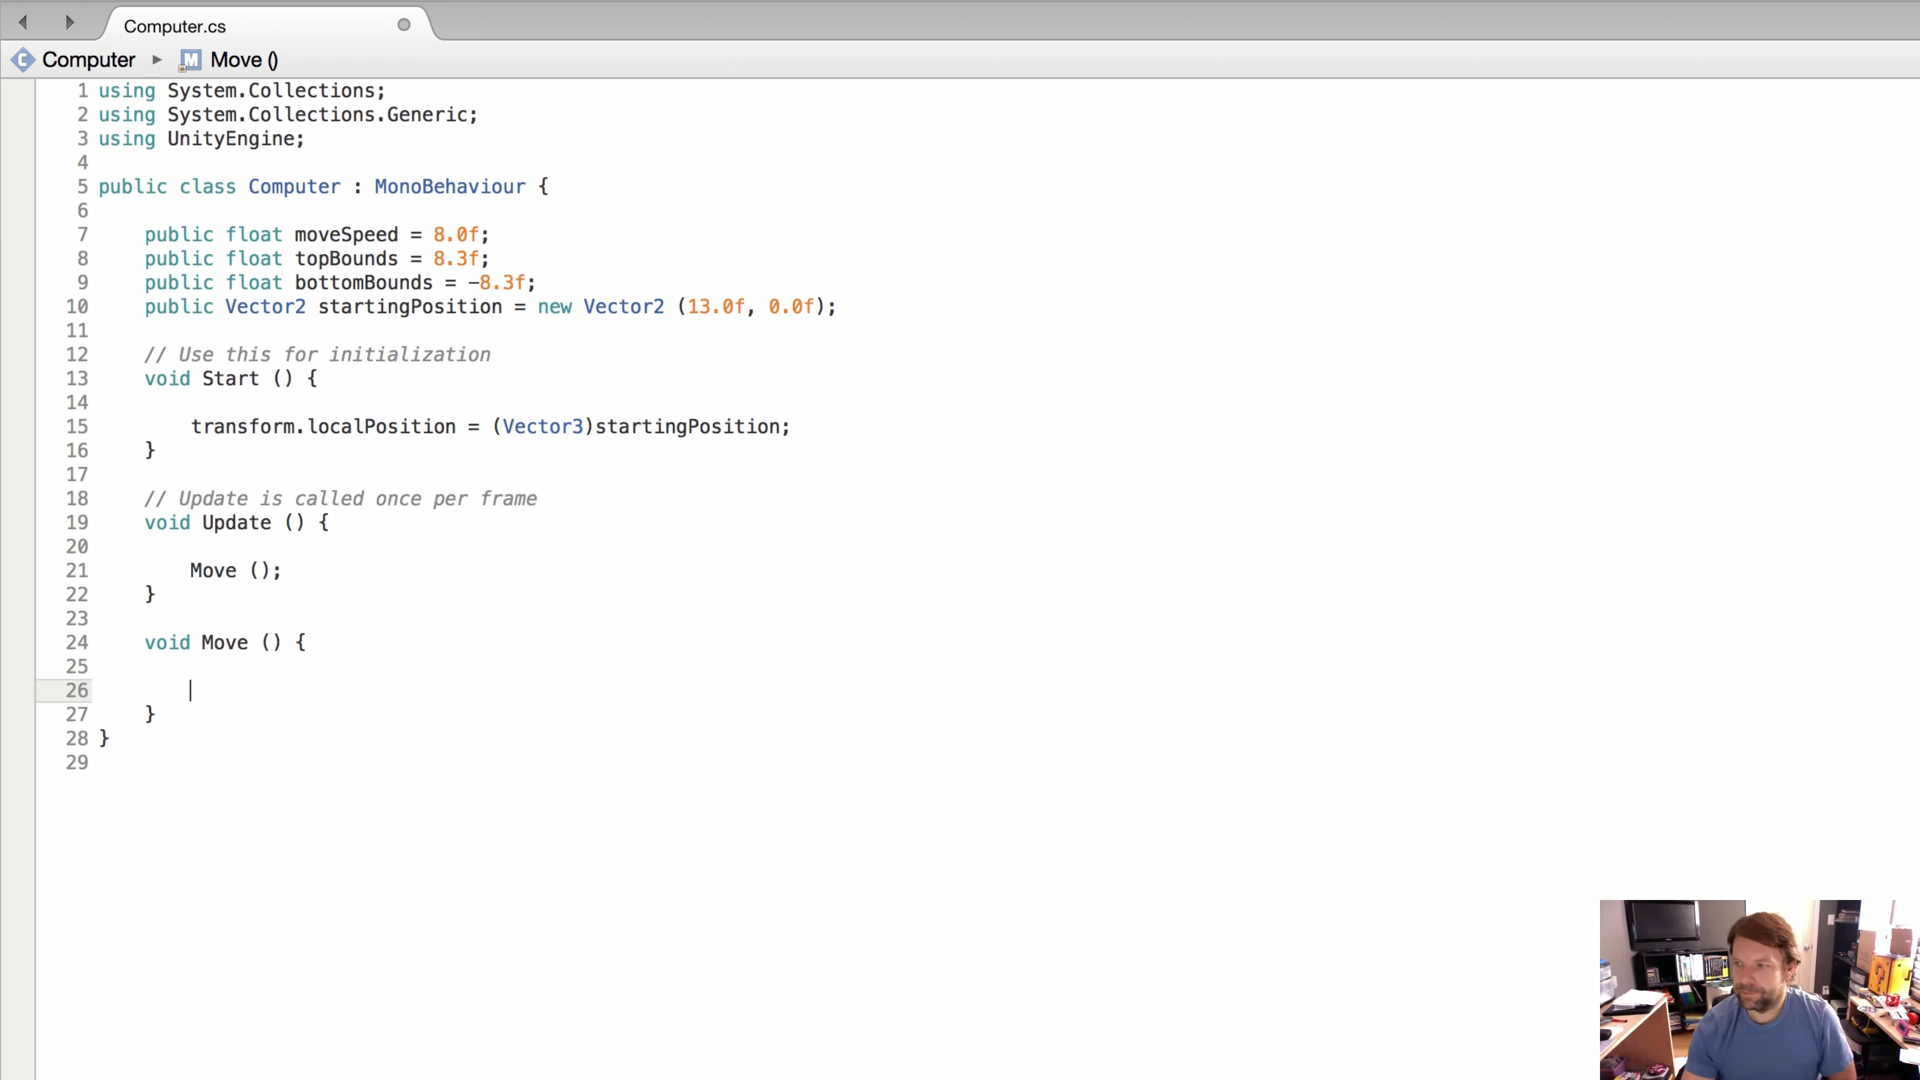 Computer.cs
Computer ▸ M Move ()
1 using System.Collections;
2 using System.Collections.Generic;
3 using UnityEngine;
4
5 public class Computer : MonoBehaviour {
6
7 public float moveSpeed = 8.0f;
8 public float topBounds = 8.3f;
9 public float bottomBounds = -8.3f;
10 public Vector2 startingPosition = new Vector2 (13.0f, 0.0f);
11
12 // Use this for initialization
13 void Start () {
14
15 transform.localPosition = (Vector3)startingPosition;
16 }
17
18 // Update is called once per frame
19 void Update () {
20
21 Move ();
22 }
23
24 void Move () {
25
26
27 }
28 }
29